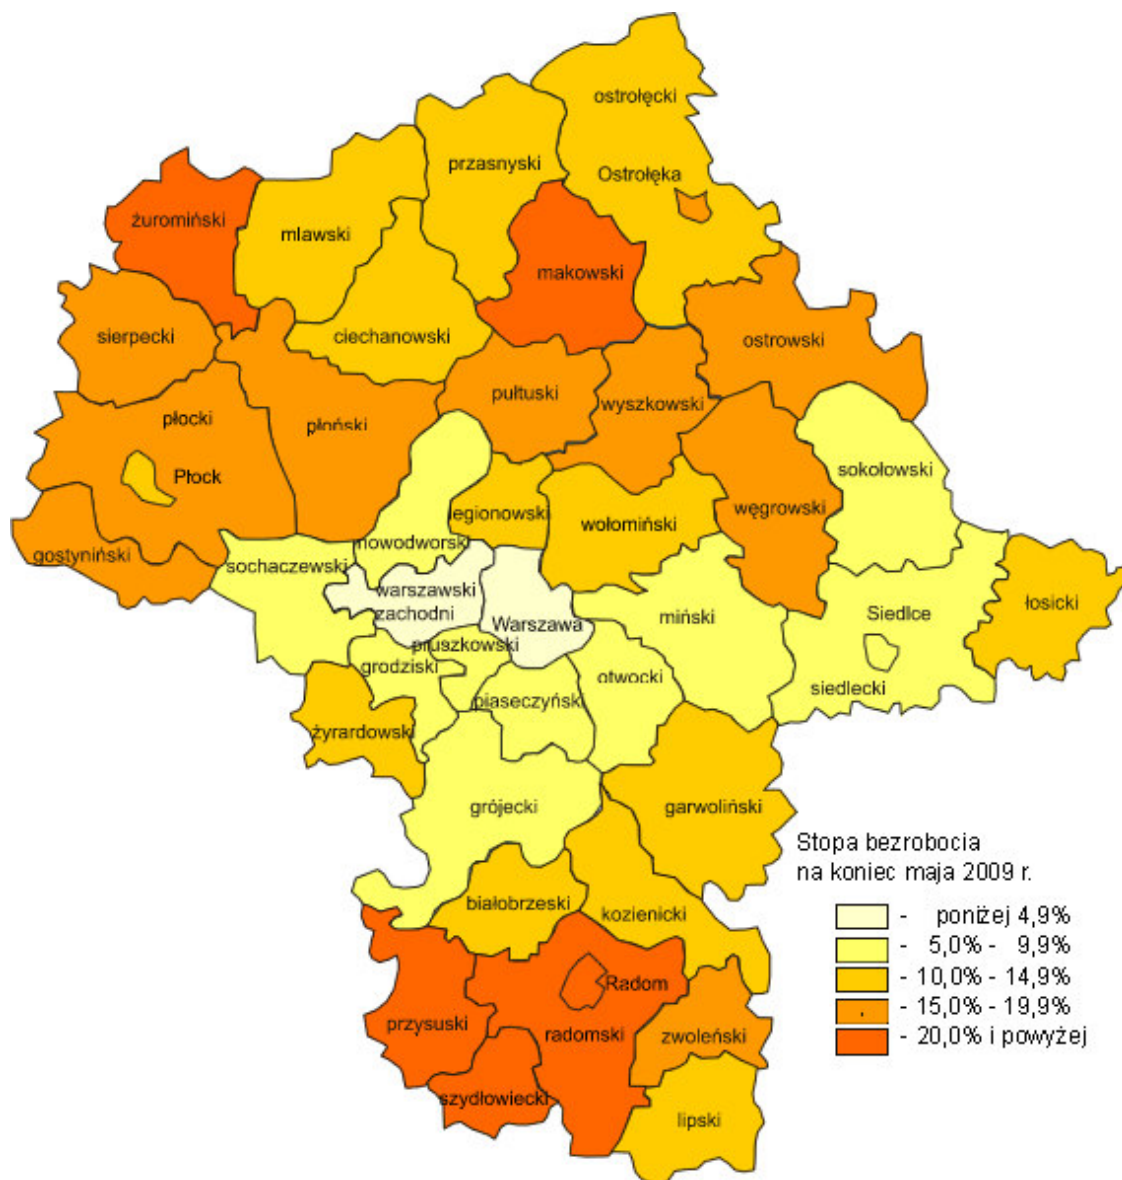 ostrołęcki
przasnyski
Ostrołęka
żuromiński
mławski
makowski
sierpecki
ciechanowski
ostrowski
pułtuski
wyszkowski
płocki
płoński
sokołowski
Płock
węgrowski
legionowski
wołomiński
nowodworski
gostyniński
sochaczewski
warszawski
zachodni
Warszawa
miński
Siedlce
łosicki
pruszkowski
grodziski
otwocki
siedlecki
piaseczyński
żyrardowski
grójecki
garwoliński
Stopa bezrobocia
na koniec maja 2009 r.
białobrzeski
kozienicki
- poniżej 4,9%
- 5,0% - 9,9%
- 10,0% - 14,9%
- 15,0% - 19,9%
- 20,0% i powyżej
Radom
przysuski
radomski
zwoleński
szydłowiecki
lipski